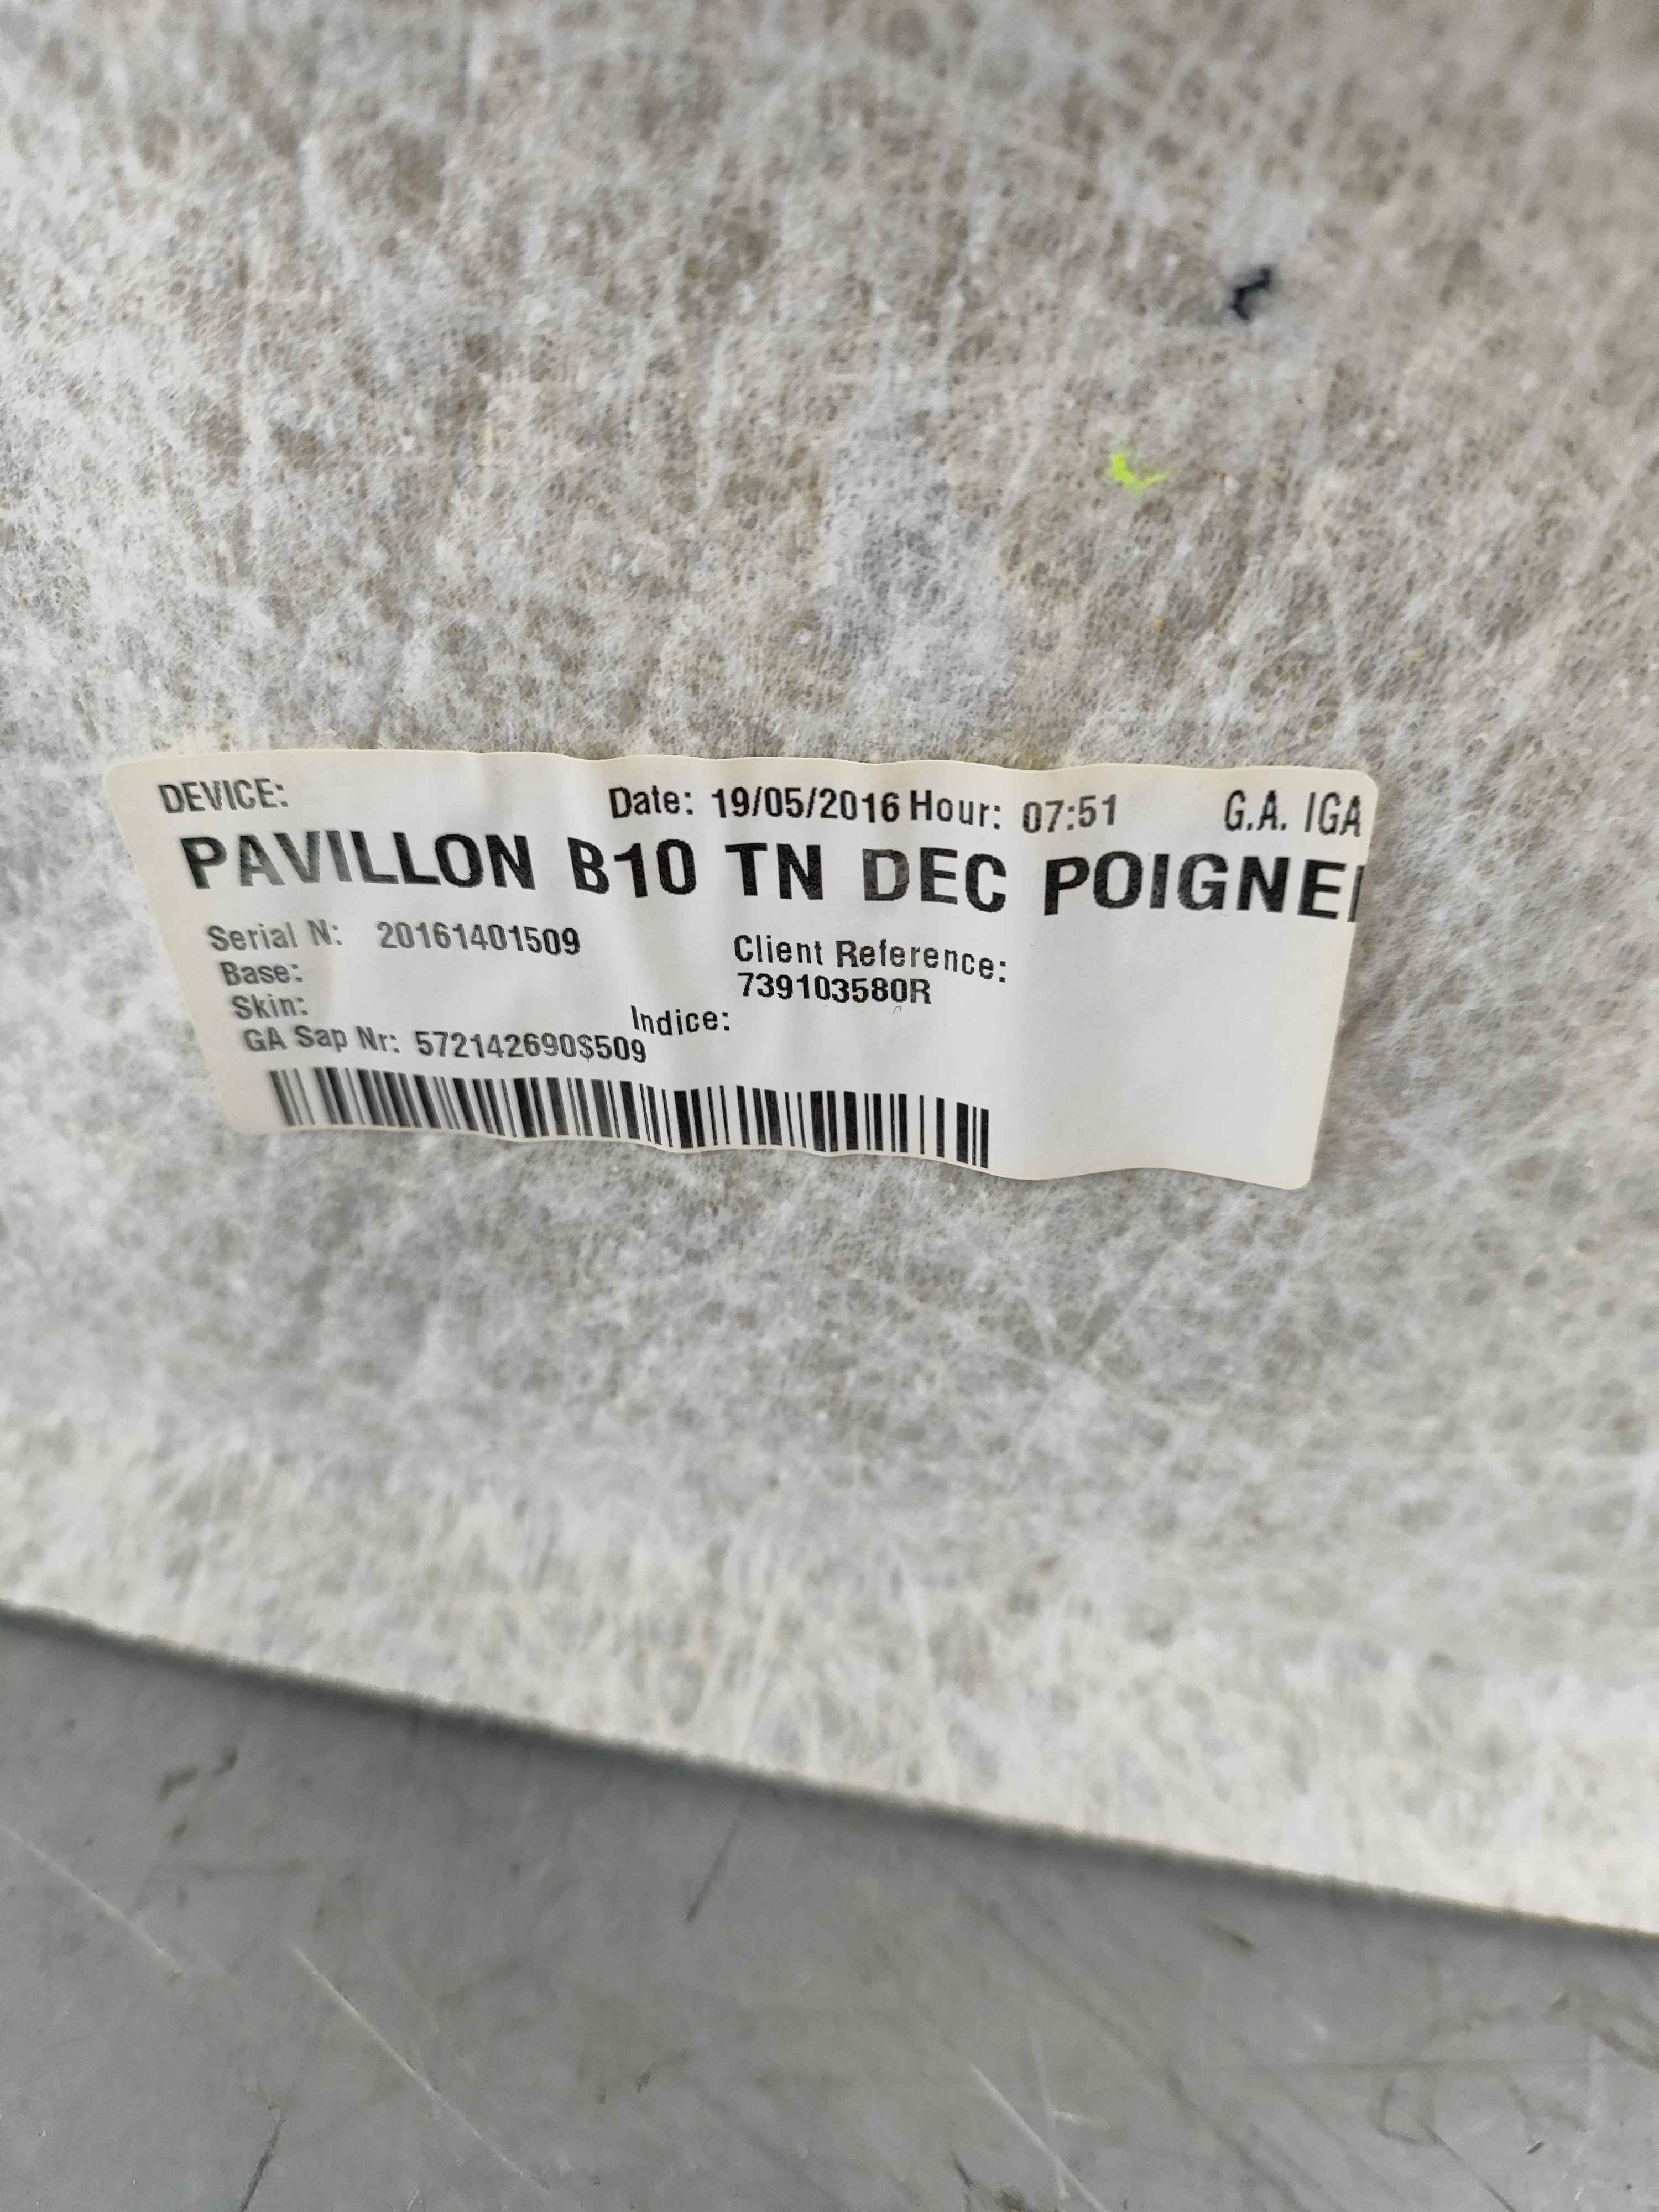 DEVICE: Date: 19/05/2016 Hour: 07:51 G.A. IGA
PAVILLON B10 TN DEC POIGNE
Serial N: 20161401509
Client Reference:
Base:
739103580R
Skin:
Indice:
GA Sap Nr: 572142690$509